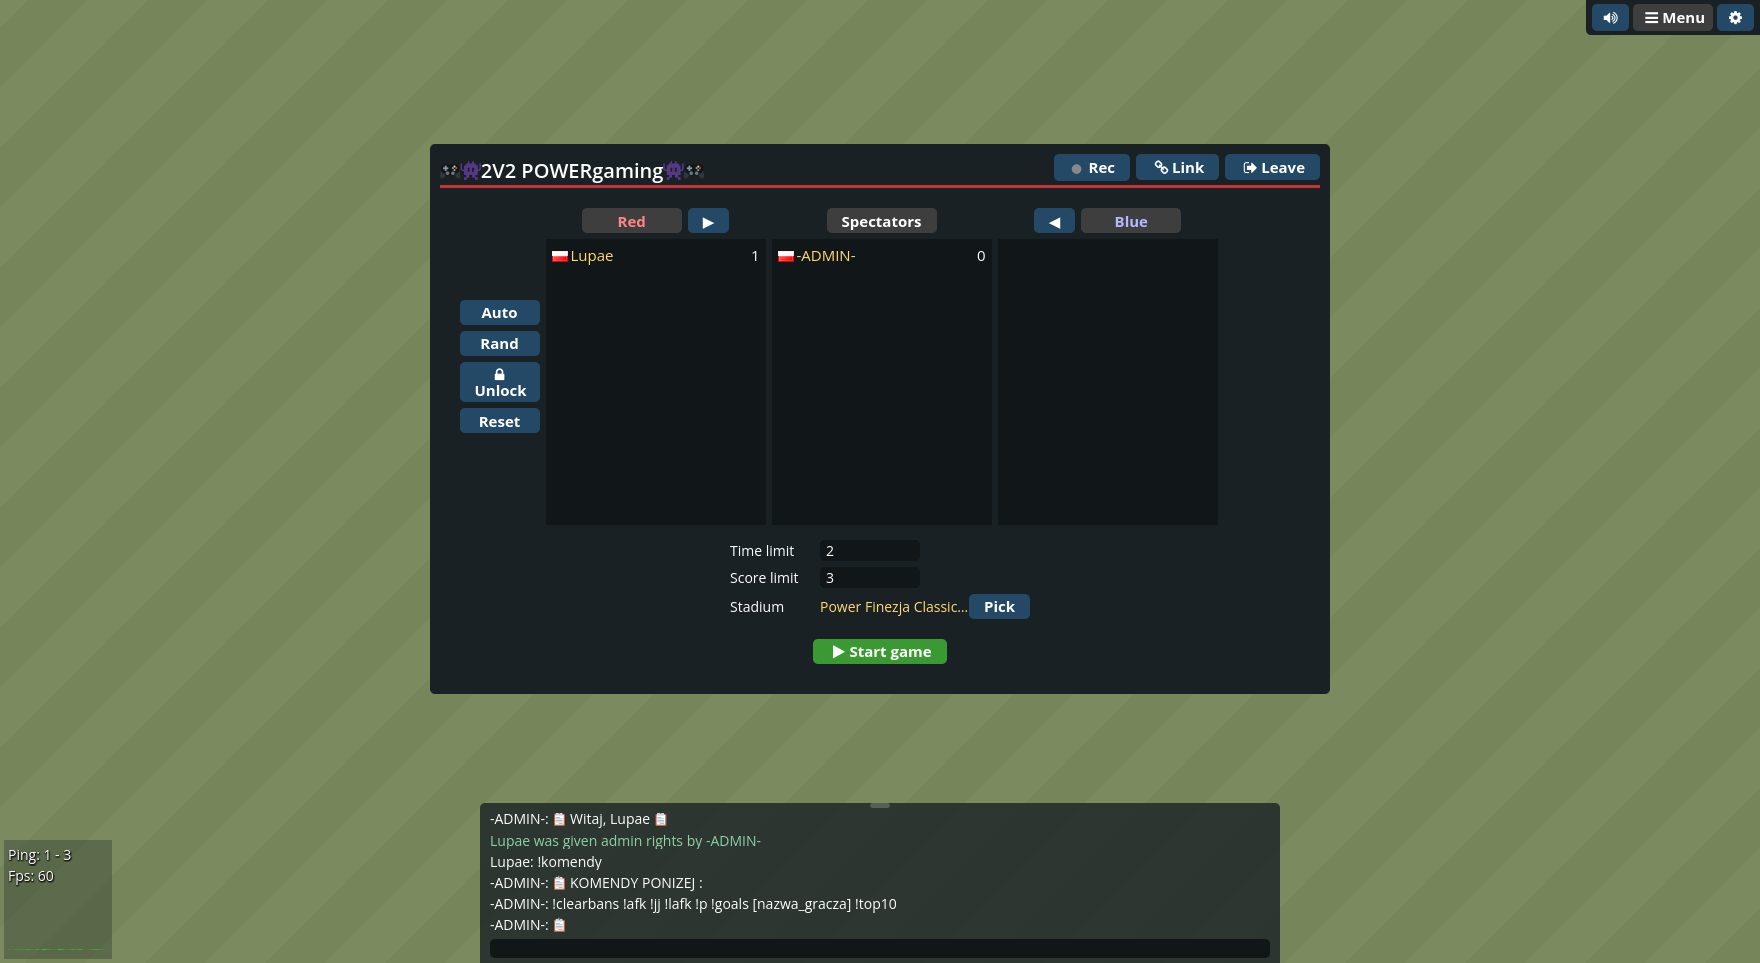 Menu
🎮👾2V2 POWERgaming👾🎮
Rec Link Leave
Red ▶ Spectators ◀ Blue
Lupae 1 -ADMIN- 0
Auto
Rand
Unlock
Reset
Time limit 2
Score limit 3
Stadium Power Finezja Classic... Pick
Start game
-ADMIN-: 📋 Witaj, Lupae 📋
Lupae was given admin rights by -ADMIN-
Lupae: !komendy
-ADMIN-: 📋 KOMENDY PONIZEJ :
-ADMIN-: !clearbans !afk !jj !lafk !p !goals [nazwa_gracza] !top10
-ADMIN-: 📋
Ping: 1 - 3
Fps: 60